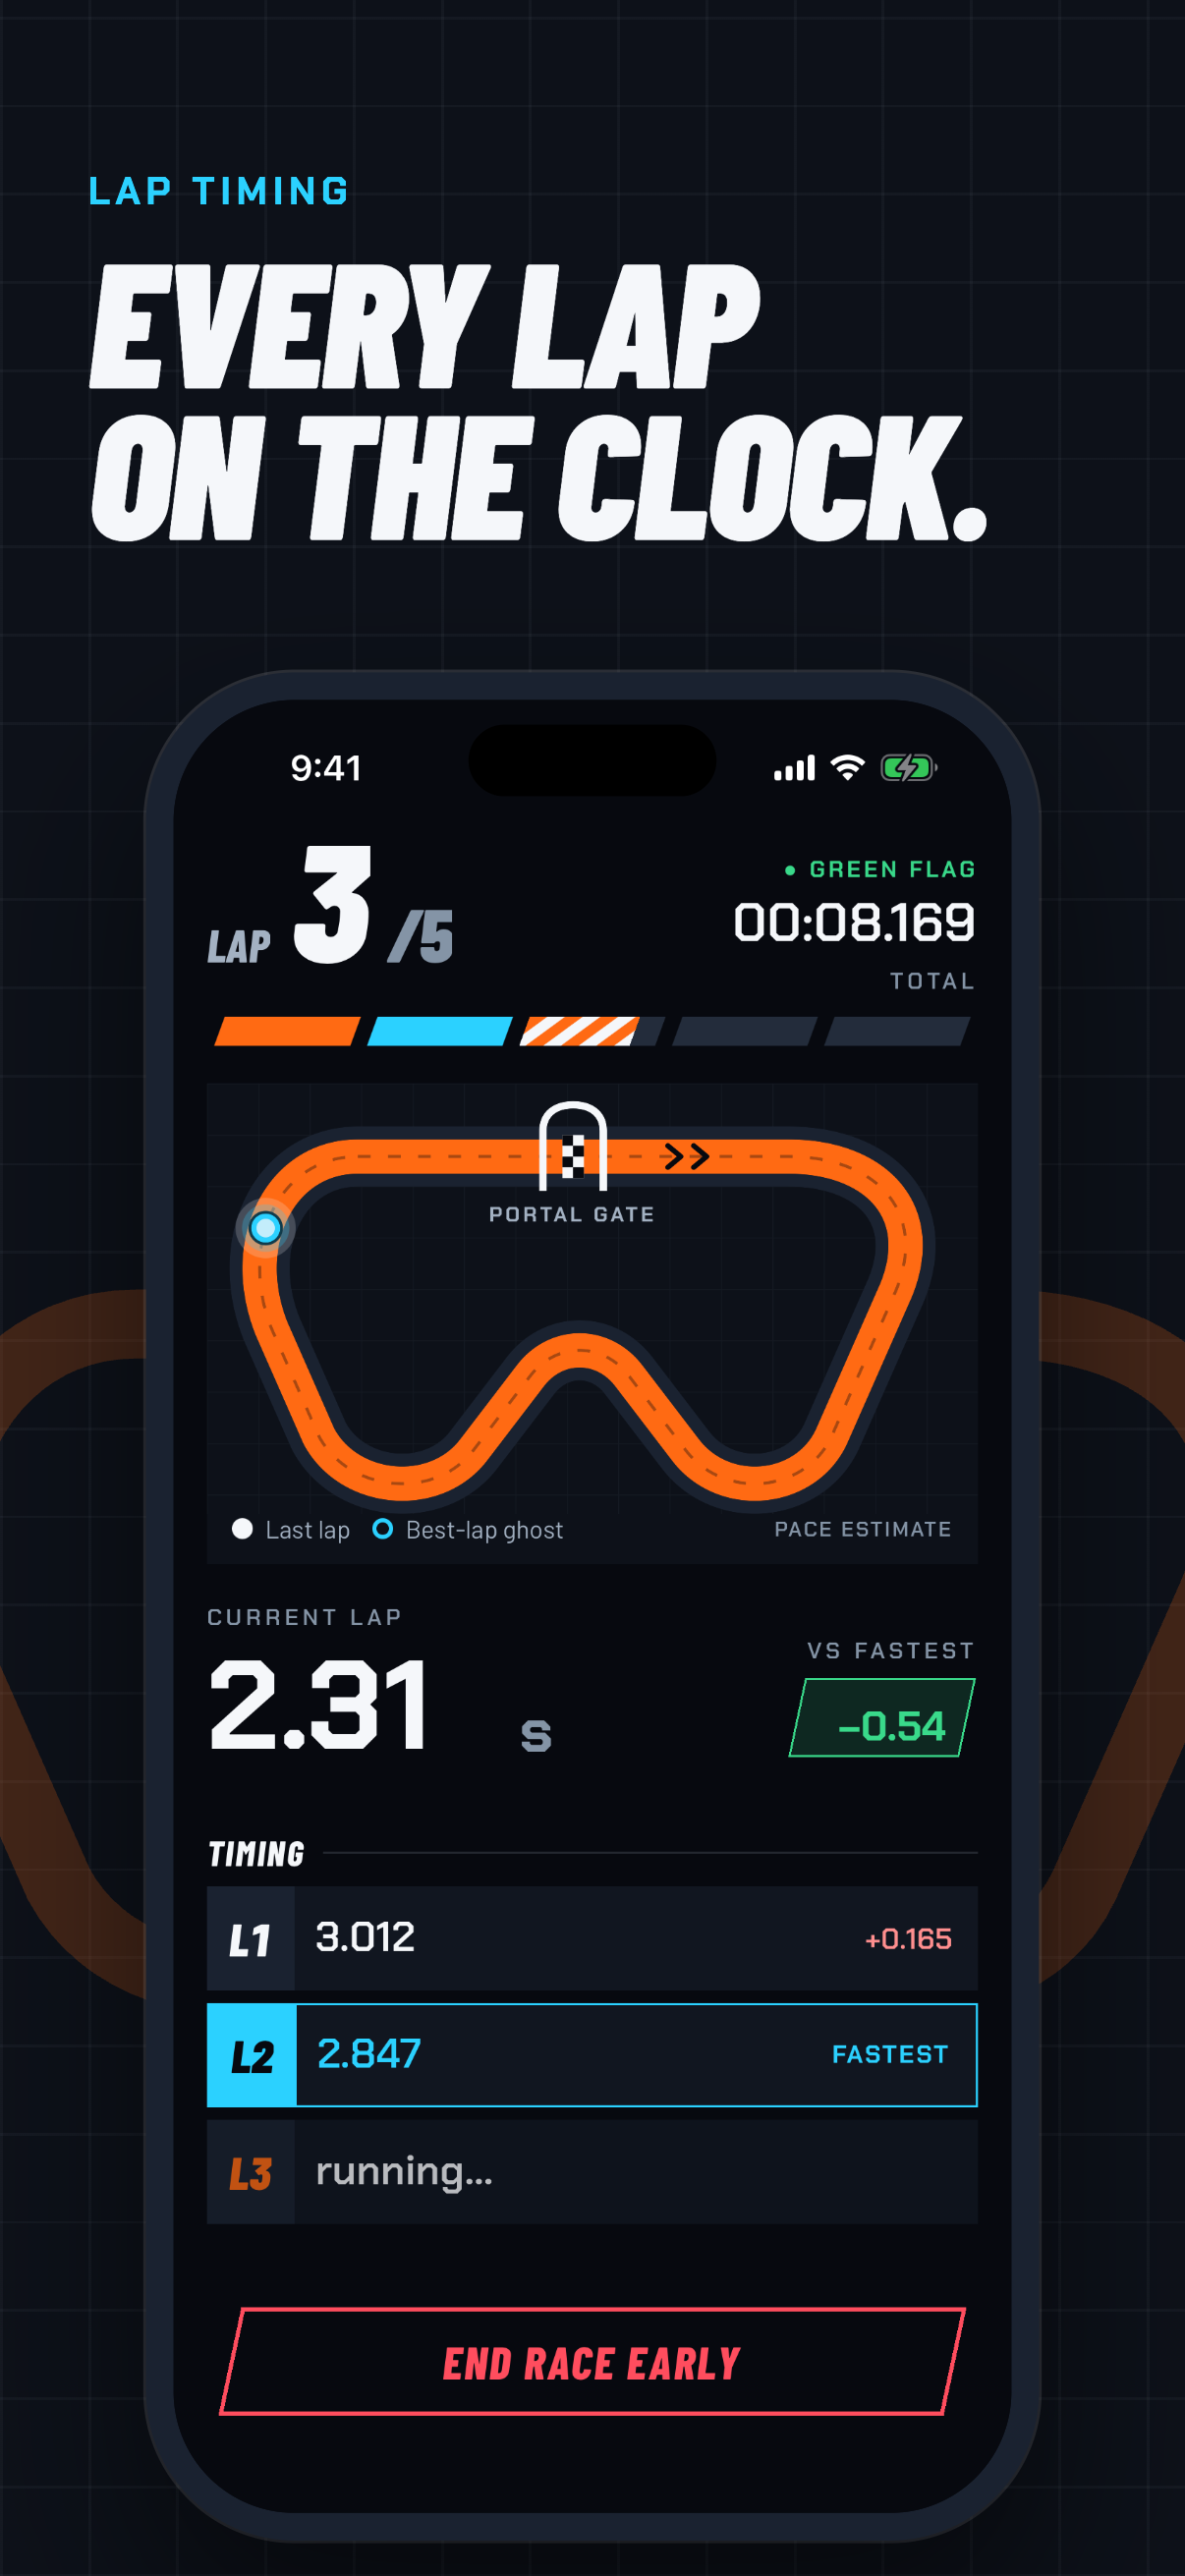 LAP TIMING
EVERY LAP
ON THE CLOCK.
9:41
LAP 3 /5
GREEN FLAG
00:08.169
TOTAL
PORTAL GATE
Last lap Best-lap ghost PACE ESTIMATE
CURRENT LAP
2.31 s
VS FASTEST
−0.54
TIMING
L1 3.012 +0.165
L2 2.847 FASTEST
L3 running...
END RACE EARLY